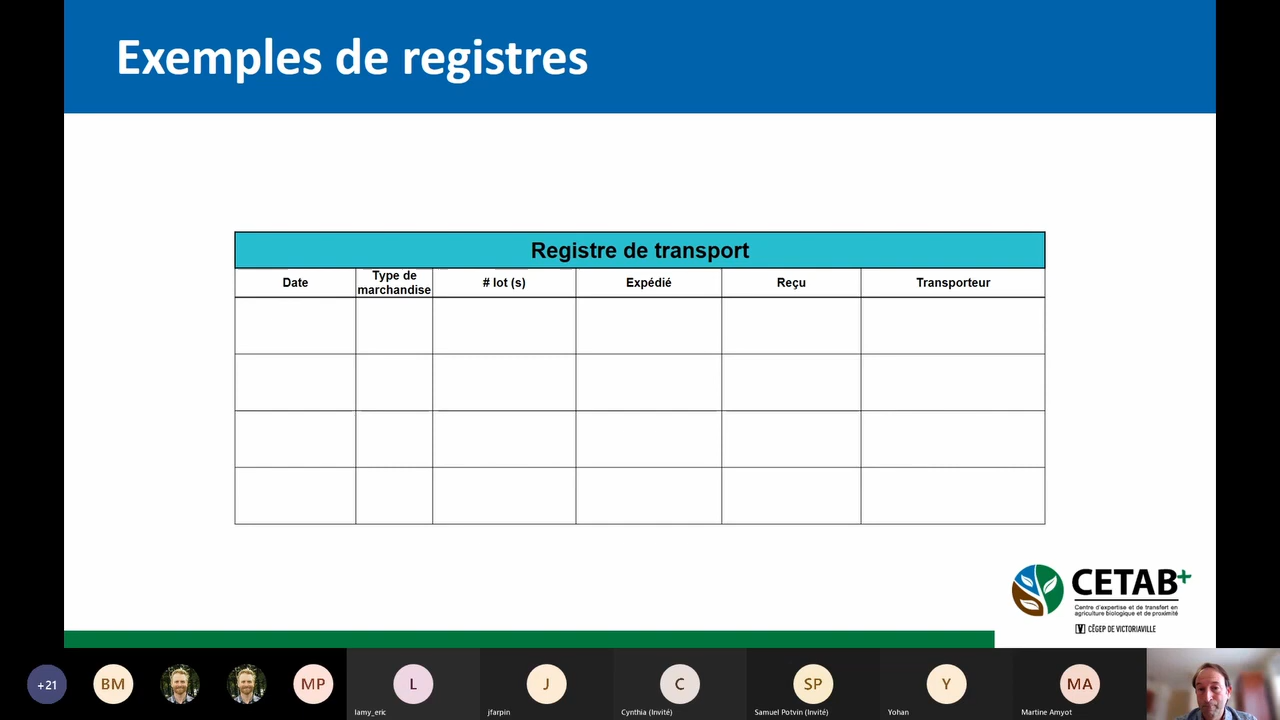 Exemples de registres
Registre de transport
Date
Type de
marchandise
# lot (s)
Expédié
Reçu
Transporteur
CETAB+
Centre d'expertise et de transfert en
agriculture biologique et de proximité
CÉGEP DE VICTORIAVILLE
+21
BM
MP
L
J
C
SP
Y
MA
lamy_eric
jfarpin
Cynthia (Invité)
Samuel Potvin (Invité)
Yohan
Martine Amyot